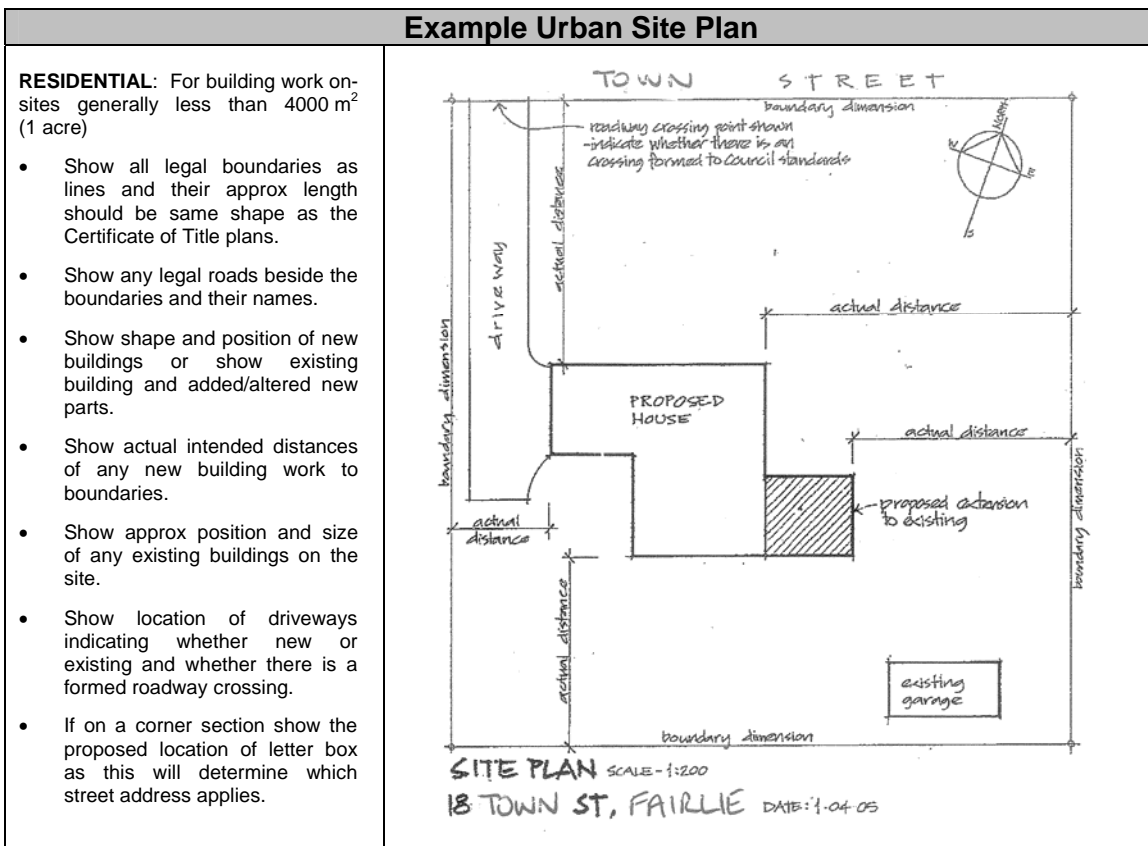 Example Urban Site Plan
RESIDENTIAL: For building work on-
sites generally less than 4000 m²
(1 acre)
• Show all legal boundaries as
lines and their approx length
should be same shape as the
Certificate of Title plans.
• Show any legal roads beside the
boundaries and their names.
• Show shape and position of new
buildings or show existing
building and added/altered new
parts.
• Show actual intended distances
of any new building work to
boundaries.
• Show approx position and size
of any existing buildings on the
site.
• Show location of driveways
indicating whether new or
existing and whether there is a
formed roadway crossing.
• If on a corner section show the
proposed location of letter box
as this will determine which
street address applies.
TOWN STREET
boundary dimension
roadway crossing point shown
-indicate whether there is an
crossing formed to Council standards
NORTH
S
driveway
actual distance
boundary dimension
actual distance
PROPOSED
HOUSE
actual distance
proposed extension
to existing
boundary dimension
actual
distance
actual distance
existing
garage
boundary dimension
SITE PLAN SCALE-1:200
18 TOWN ST, FAIRLIE DATE:1·04·05